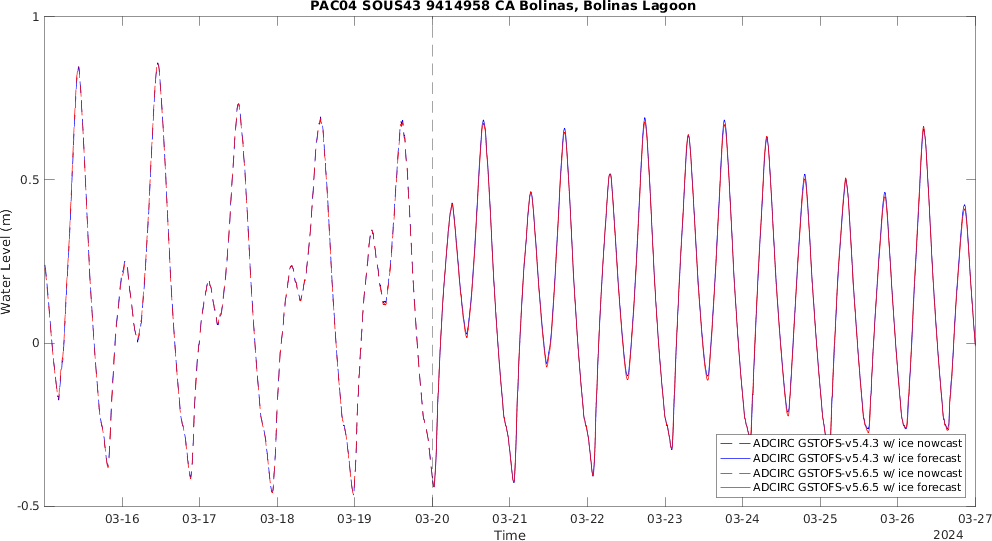 PAC04 SOUS43 9414958 CA Bolinas, Bolinas Lagoon
1
0.5
0
-0.5
Water Level (m)
ADCIRC GSTOFS-v5.4.3 w/ ice nowcast
ADCIRC GSTOFS-v5.4.3 w/ ice forecast
ADCIRC GSTOFS-v5.6.5 w/ ice nowcast
ADCIRC GSTOFS-v5.6.5 w/ ice forecast
03-16 03-17 03-18 03-19 03-20 03-21 03-22 03-23 03-24 03-25 03-26 03-27
Time
2024